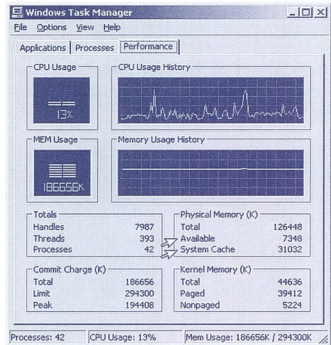 Windows Task Manager
File Options View Help
Applications Processes Performance
CPU Usage
CPU Usage History
13%
MEM Usage
Memory Usage History
186656K
Totals
Handles 7987
Threads 393
Processes 42
Physical Memory (K)
Total 126448
Available 7348
System Cache 31032
Commit Charge (K)
Total 186656
Limit 294300
Peak 194408
Kernel Memory (K)
Total 44636
Paged 39412
Nonpaged 5224
Processes: 42 CPU Usage: 13% Mem Usage: 186656K / 294300K